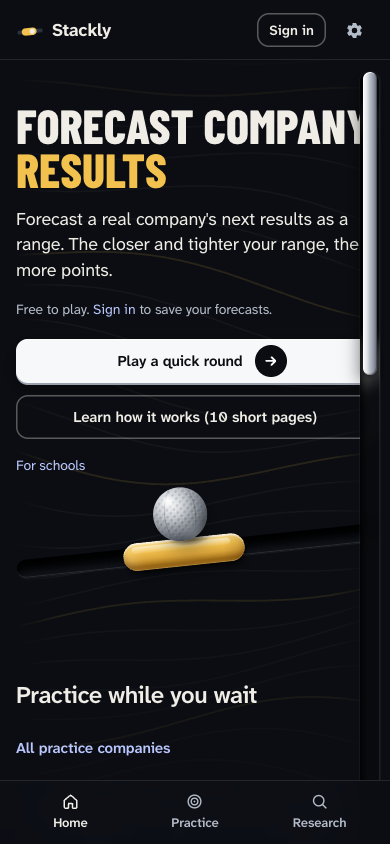 Stackly
Sign in
FORECAST COMPANY
RESULTS
Forecast a real company's next results as a
range. The closer and tighter your range, the
more points.
Free to play. Sign in to save your forecasts.
Play a quick round
Learn how it works (10 short pages)
For schools
Practice while you wait
All practice companies
Home
Practice
Research